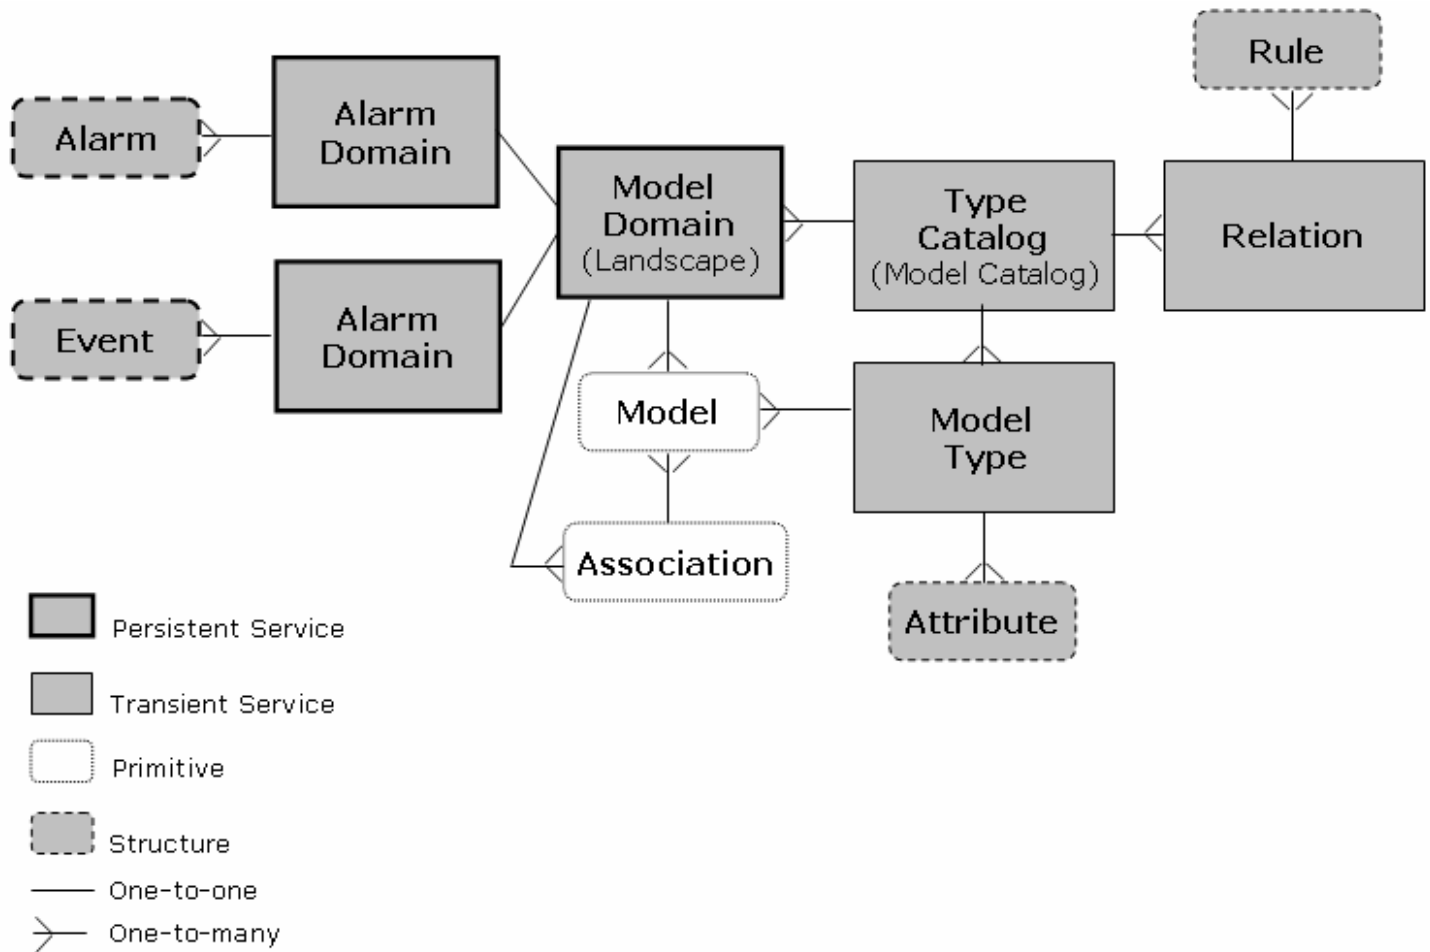 Rule
Alarm
Alarm
Domain
Model
Domain
(Landscape)
Type
Catalog
(Model Catalog)
Relation
Event
Alarm
Domain
Model
Model
Type
Association
Attribute
Persistent Service
Transient Service
Primitive
Structure
One-to-one
One-to-many